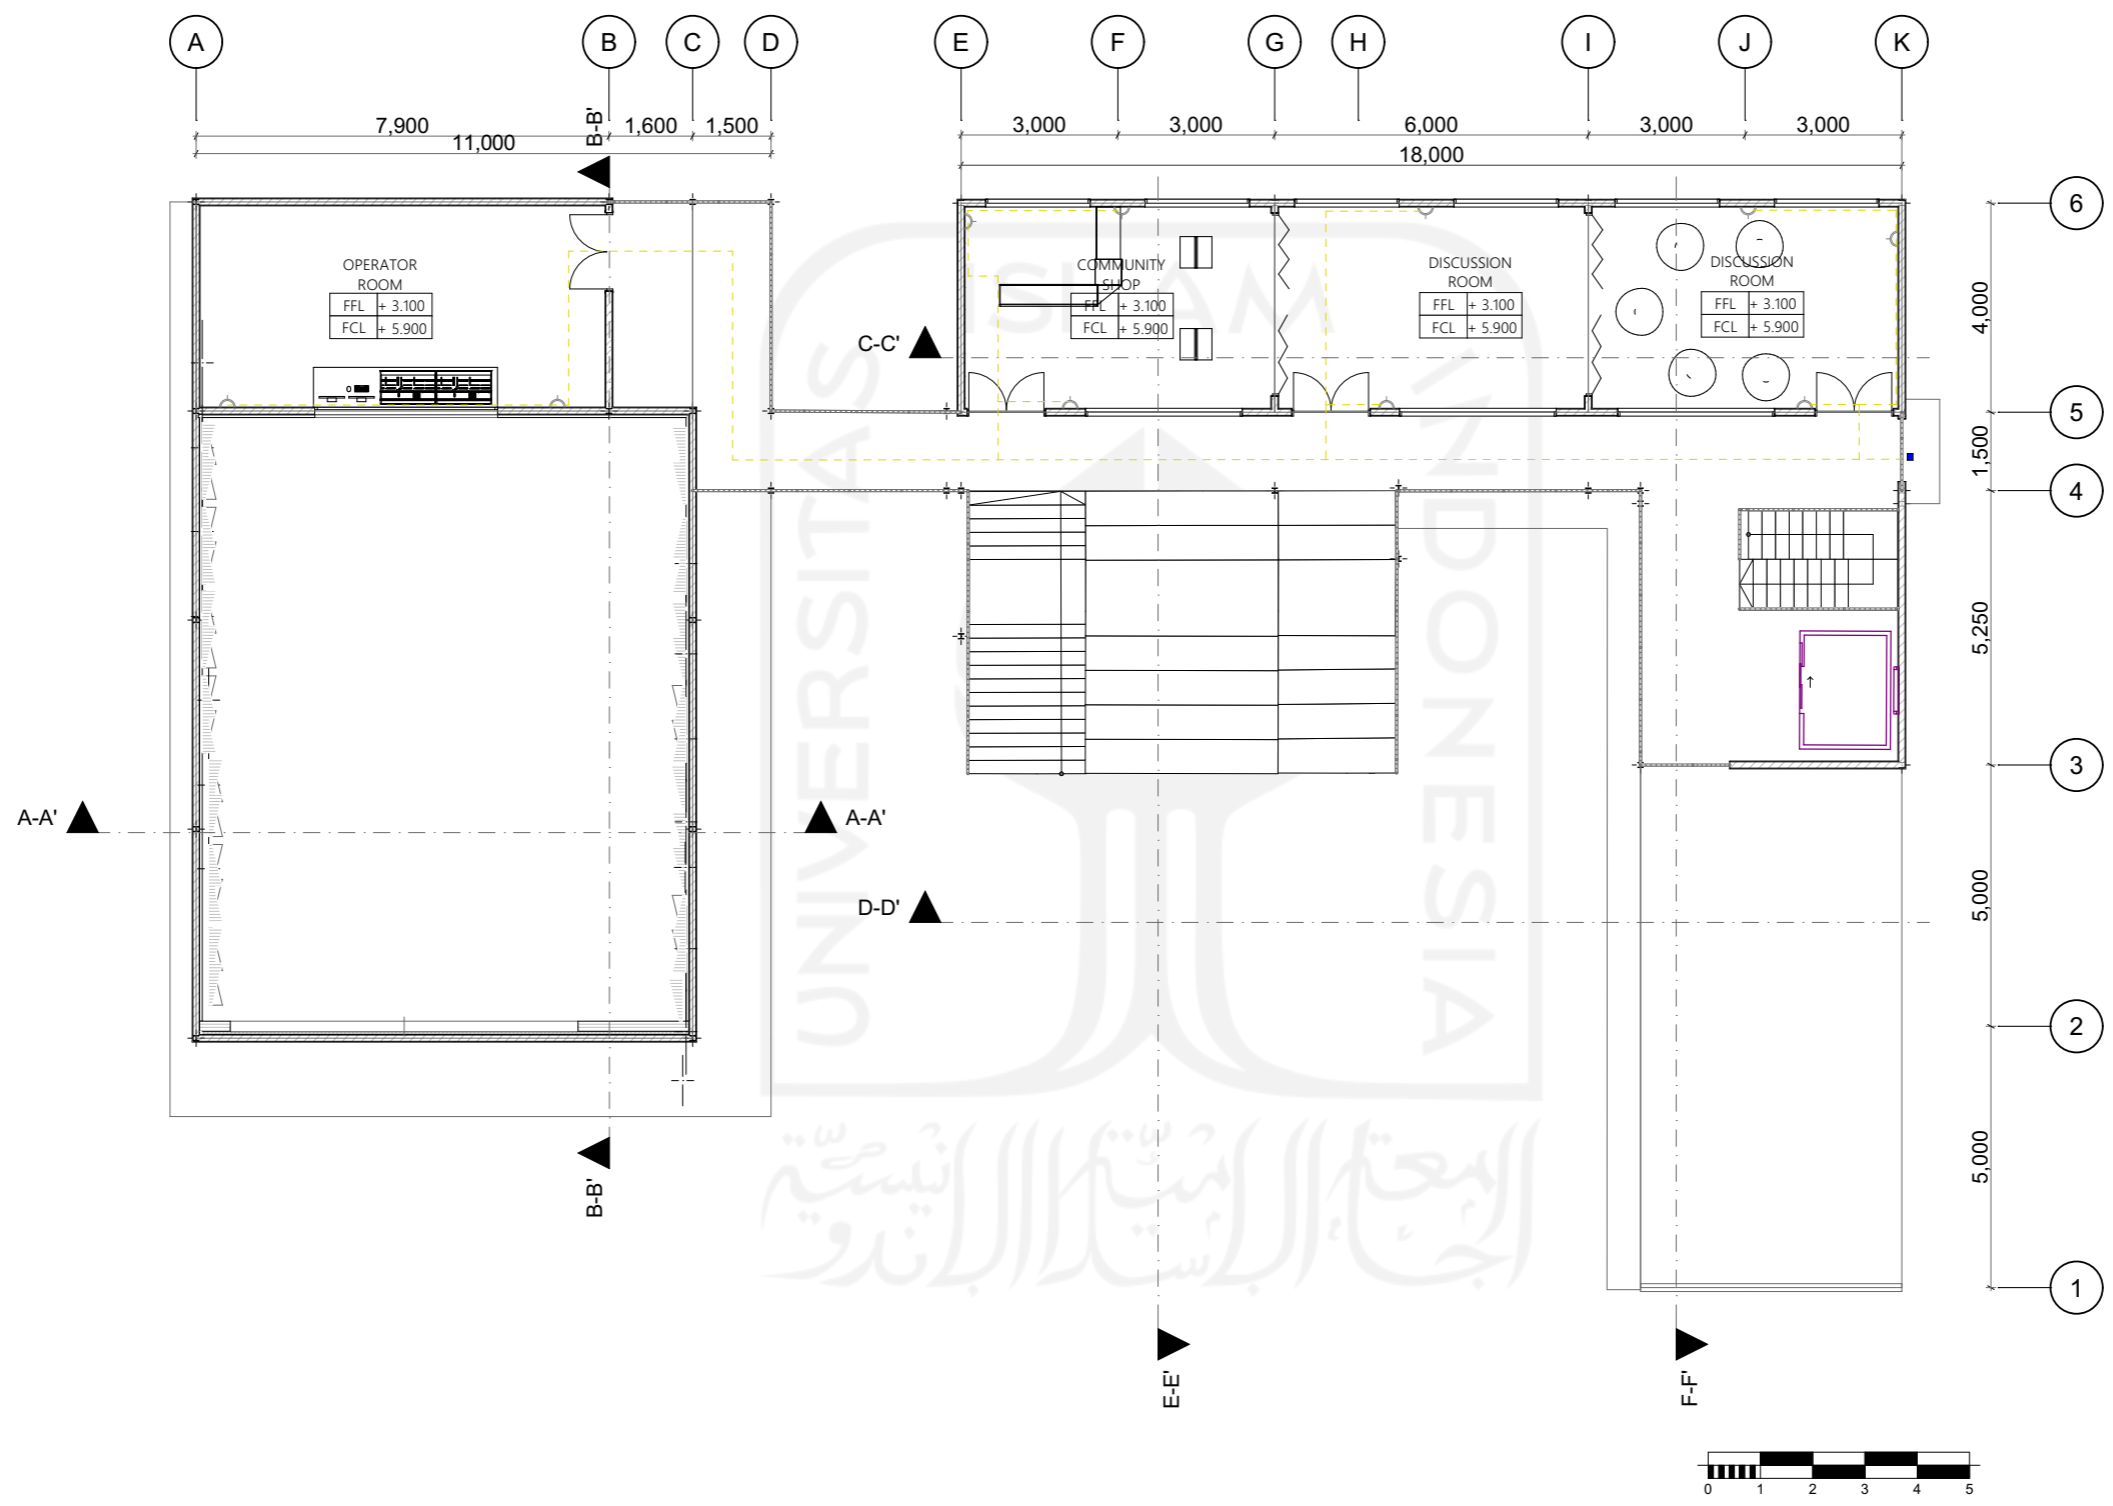 A B C D E F G H I J K
7,900 1,600 1,500 3,000 3,000 6,000 3,000 3,000
11,000 18,000
B-B'
6
OPERATOR
ROOM
FFL + 3.100
FCL + 5.900
COMMUNITY
SHOP
FFL + 3.100
FCL + 5.900
DISCUSSION
ROOM
FFL + 3.100
FCL + 5.900
DISCUSSION
ROOM
FFL + 3.100
FCL + 5.900
4,000
C-C'
5
1,500
4
5,250
3
A-A' A-A'
5,000
D-D'
2
5,000
B-B'
1
E-E' F-F'
0 1 2 3 4 5
ISLAM
UNIVERSITAS
INDONESIA